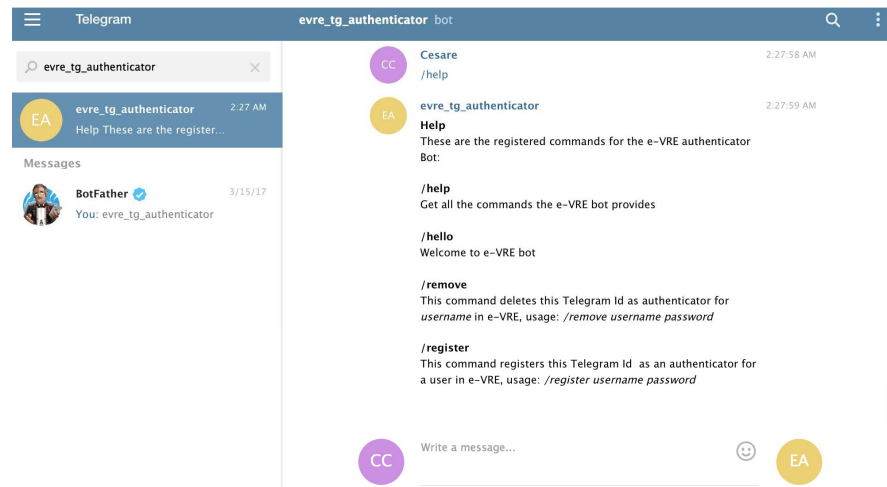 Telegram
evre_tg_authenticator bot
evre_tg_authenticator
EA
evre_tg_authenticator 2:27 AM
Help These are the register...
Messages
BotFather 3/15/17
You: evre_tg_authenticator
CC
Cesare 2:27:58 AM
/help
EA
evre_tg_authenticator 2:27:59 AM
Help
These are the registered commands for the e-VRE authenticator
Bot:
/help
Get all the commands the e-VRE bot provides
/hello
Welcome to e-VRE bot
/remove
This command deletes this Telegram Id as authenticator for
username in e-VRE, usage: /remove username password
/register
This command registers this Telegram Id as an authenticator for
a user in e-VRE, usage: /register username password
CC
Write a message...
EA